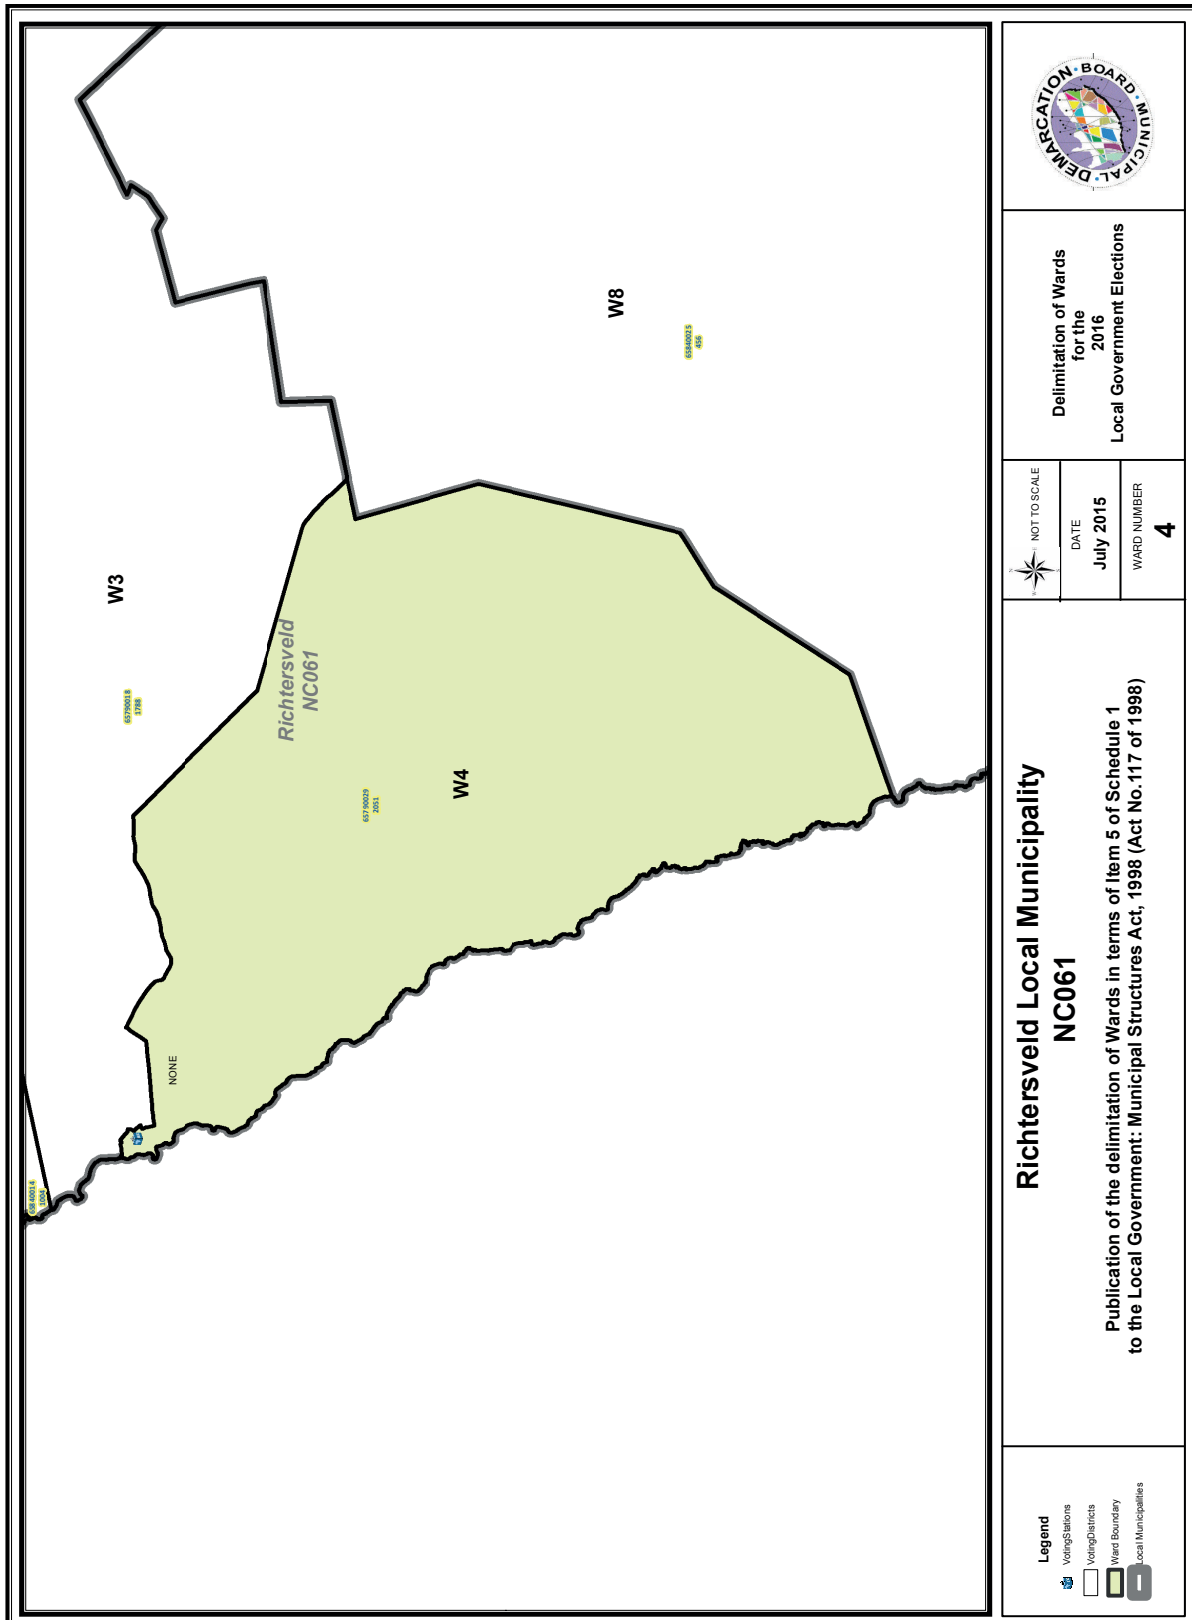 65840014
1004
W3
65790018
1788
NONE
Richtersveld
NC061
65790029
2051
W4
W8
65840025
456
Legend
VotingStations
VotingDistricts
Ward Boundary
Local Municipalities
Richtersveld Local Municipality
NC061
Publication of the delimitation of Wards in terms of Item 5 of Schedule 1
to the Local Government: Municipal Structures Act, 1998 (Act No.117 of 1998)
N
W E
S
NOT TO SCALE
DATE
July 2015
WARD NUMBER
4
Delimitation of Wards
for the
2016
Local Government Elections
MUNICIPAL • DEMARCATION • BOARD •